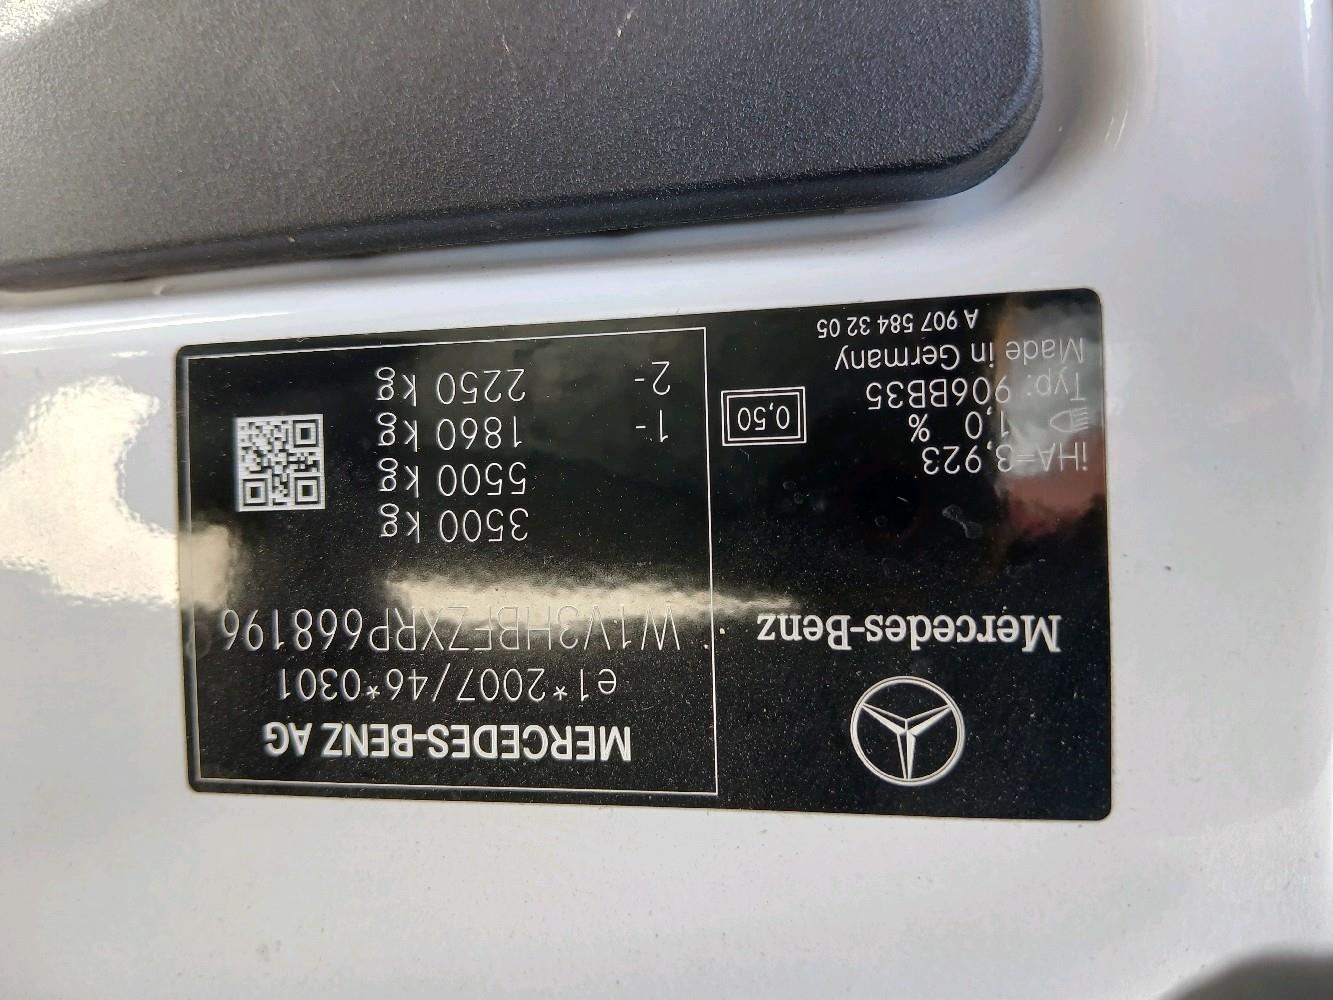 Mercedes-Benz
iHA=3,923
1,0 %
Typ: 906BB35
Made in Germany
A 907 584 32 05
0,50
MERCEDES-BENZ AG
e1*2007/46*0301
W1V3HBFZXRP668196
3500 kg
5500 kg
1- 1860 kg
2- 2250 kg